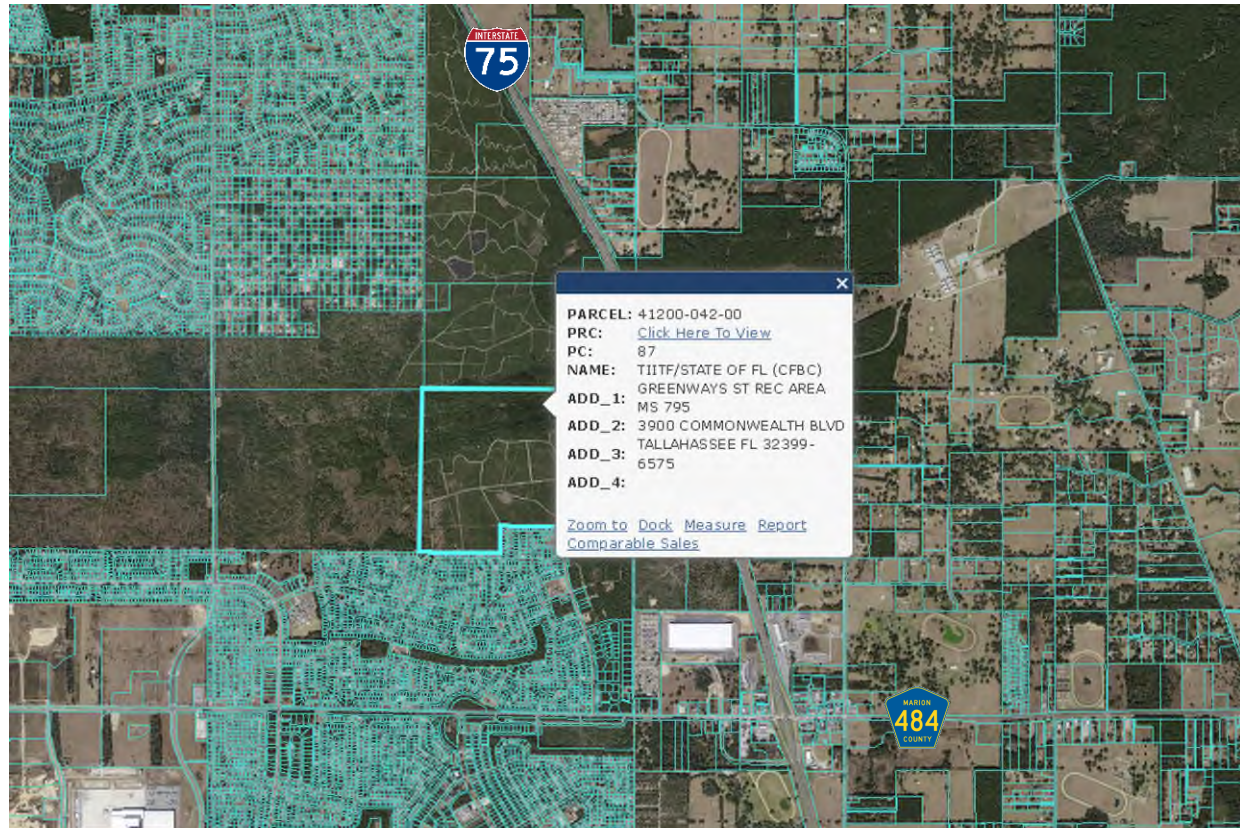 INTERSTATE
75
×
PARCEL: 41200-042-00
PRC: Click Here To View
PC: 87
NAME: TIITF/STATE OF FL (CFBC)
ADD_1: GREENWAYS ST REC AREA
MS 795
ADD_2: 3900 COMMONWEALTH BLVD
ADD_3: TALLAHASSEE FL 32399-
6575
ADD_4:
Zoom to Dock Measure Report
Comparable Sales
MARION
484
COUNTY